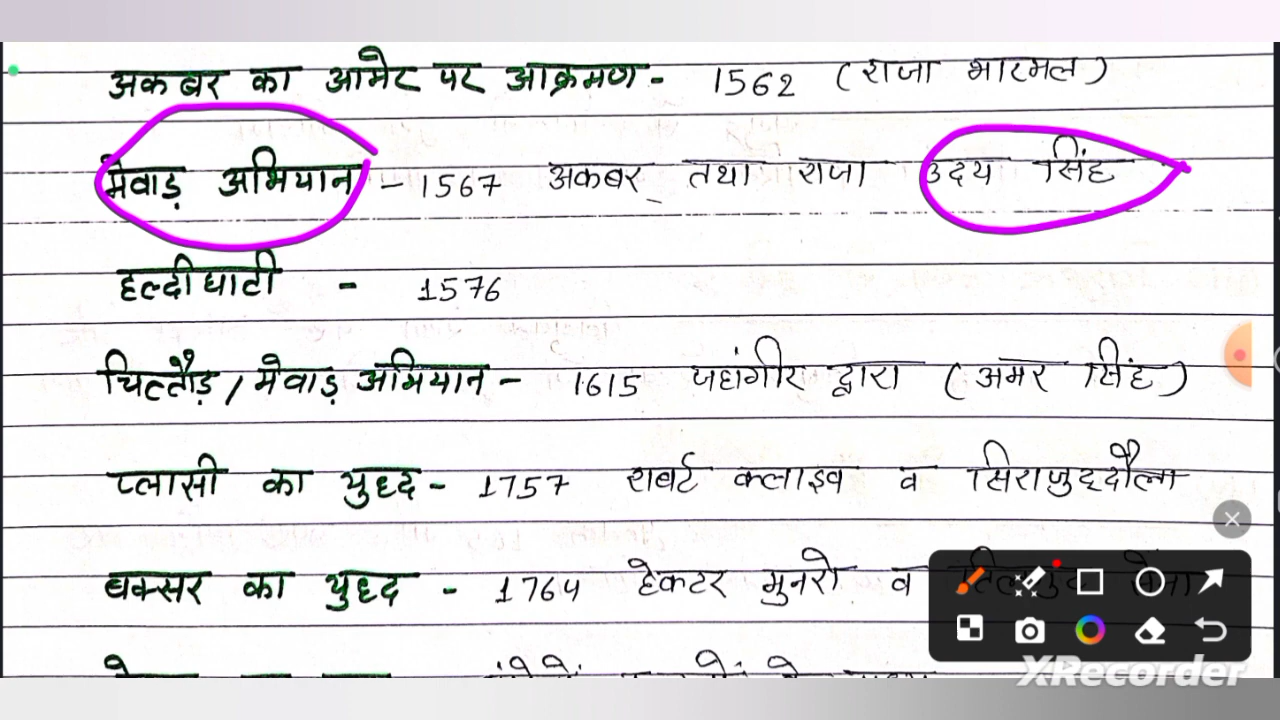 अकबर का आमेर पर आक्रमण - 1562 (राजा भारमल)
मेवाड़ अभियान - 1567 अकबर तथा राजा उदय सिंह
हल्दीघाटी - 1576
चित्तौड़ / मेवाड़ अभियान - 1615 जहांगीर द्वारा (अमर सिंह)
प्लासी का युद्ध - 1757 राबर्ट क्लाइव व सिराजुद्दौला
बक्सर का युद्ध - 1764 हेक्टर मुनरो व
XRecorder